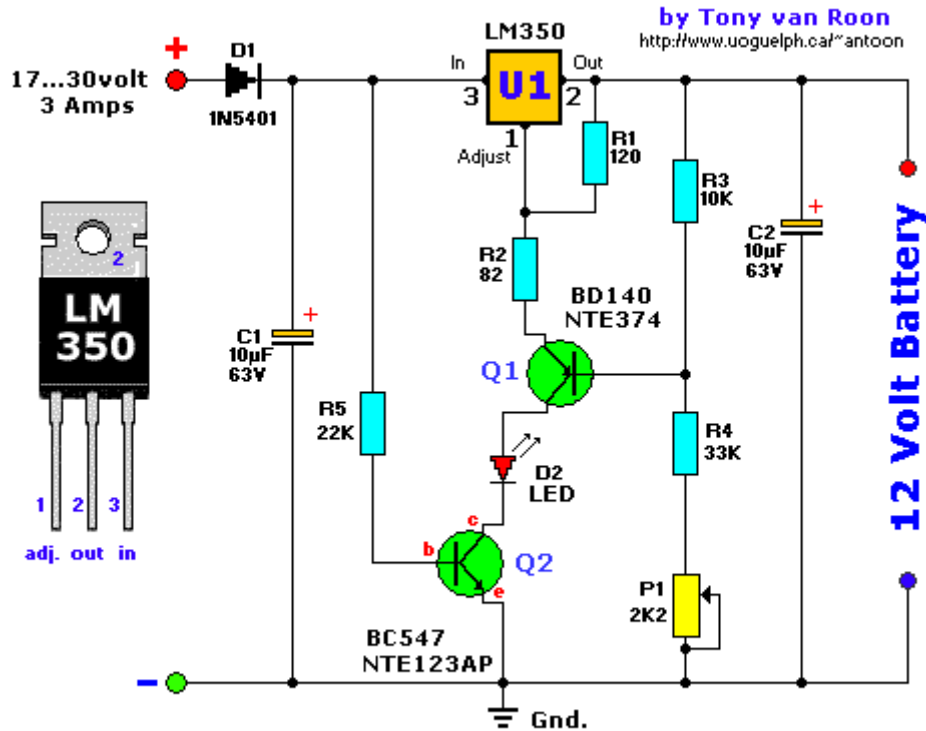 by Tony van Roon
http://www.uoguelph.ca/~antoon
LM350
D1
+
In
Out
17...30volt
3 Amps
U1
3
2
1N5401
1
Adjust
R1
120
R3
10K
2
LM
350
R2
82
C2
10µF
63V
+
BD140
NTE374
C1
10µF
63V
+
Q1
R5
22K
R4
33K
D2
LED
12 Volt Battery
1
2
3
adj. out in
c
b
Q2
e
P1
2K2
BC547
NTE123AP
-
Gnd.